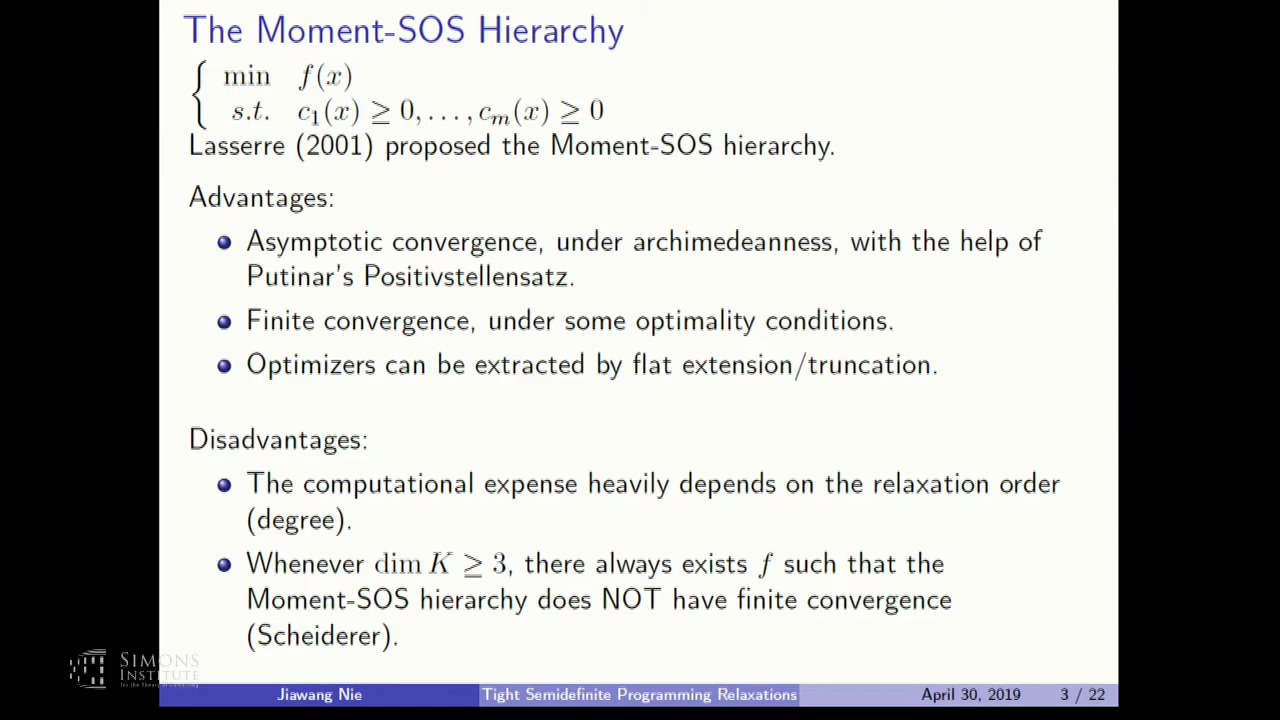 The Moment-SOS Hierarchy
min f(x)
s.t. c₁(x) ≥ 0, . . . , cₘ(x) ≥ 0
Lasserre (2001) proposed the Moment-SOS hierarchy.
Advantages:
Asymptotic convergence, under archimedeanness, with the help of
Putinar's Positivstellensatz.
Finite convergence, under some optimality conditions.
Optimizers can be extracted by flat extension/truncation.
Disadvantages:
The computational expense heavily depends on the relaxation order
(degree).
Whenever dim K ≥ 3, there always exists f such that the
Moment-SOS hierarchy does NOT have finite convergence
(Scheiderer).
SIMONS
INSTITUTE
Jiawang Nie Tight Semidefinite Programming Relaxations April 30, 2019 3 / 22